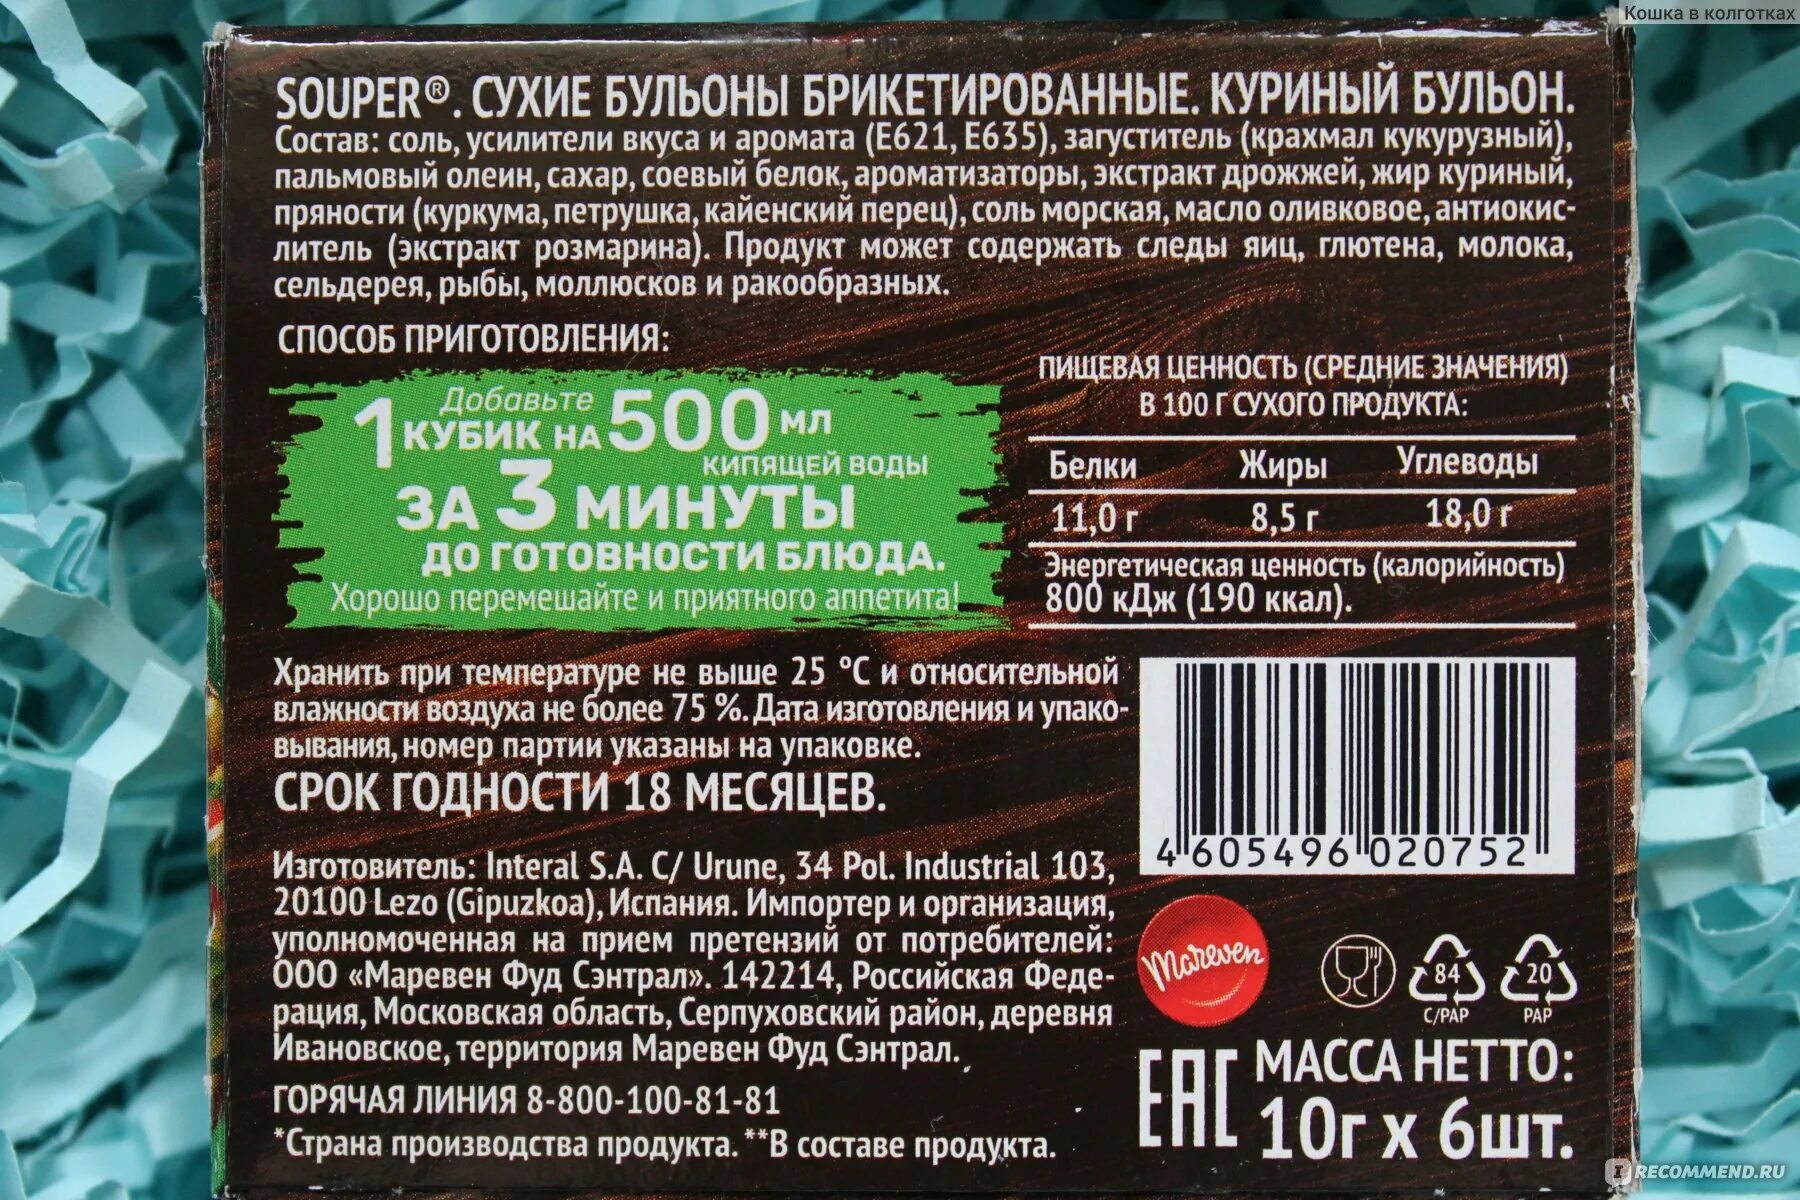 Кошка в колготках
SOUPER®. СУХИЕ БУЛЬОНЫ БРИКЕТИРОВАННЫЕ. КУРИНЫЙ БУЛЬОН.
Состав: соль, усилители вкуса и аромата (Е621, Е635), загуститель (крахмал кукурузный),
пальмовый олеин, сахар, соевый белок, ароматизаторы, экстракт дрожжей, жир куриный,
пряности (куркума, петрушка, кайенский перец), соль морская, масло оливковое, антиокис-
литель (экстракт розмарина). Продукт может содержать следы яиц, глютена, молока,
сельдерея, рыбы, моллюсков и ракообразных.
СПОСОБ ПРИГОТОВЛЕНИЯ:
Добавьте
1 КУБИК НА 500 МЛ
КИПЯЩЕЙ ВОДЫ
ЗА 3 МИНУТЫ
ДО ГОТОВНОСТИ БЛЮДА.
Хорошо перемешайте и приятного аппетита!
ПИЩЕВАЯ ЦЕННОСТЬ (СРЕДНИЕ ЗНАЧЕНИЯ)
В 100 Г СУХОГО ПРОДУКТА:
Белки Жиры Углеводы
11,0 г 8,5 г 18,0 г
Энергетическая ценность (калорийность)
800 кДж (190 ккал).
Хранить при температуре не выше 25 °С и относительной
влажности воздуха не более 75 %. Дата изготовления и упако-
вывания, номер партии указаны на упаковке.
СРОК ГОДНОСТИ 18 МЕСЯЦЕВ.
4 605496 020752
Изготовитель: Interal S.A. C/ Urune, 34 Pol. Industrial 103,
20100 Lezo (Gipuzkoa), Испания. Импортер и организация,
уполномоченная на прием претензий от потребителей:
ООО «Маревен Фуд Сэнтрал». 142214, Российская Феде-
рация, Московская область, Серпуховский район, деревня
Ивановское, территория Маревен Фуд Сэнтрал.
ГОРЯЧАЯ ЛИНИЯ 8-800-100-81-81
*Страна производства продукта. **В составе продукта.
Mareven
84
C/PAP
20
PAP
EAC
МАССА НЕТТО:
10г х 6шт.
IRECOMMEND.RU